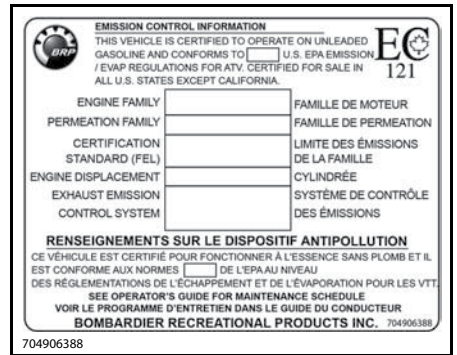 EMISSION CONTROL INFORMATION
THIS VEHICLE IS CERTIFIED TO OPERATE ON UNLEADED
GASOLINE AND CONFORMS TO U.S. EPA EMISSION
/ EVAP REGULATIONS FOR ATV. CERTIFIED FOR SALE IN
ALL U.S. STATES EXCEPT CALIFORNIA.
BRP
EC
121
ENGINE FAMILY FAMILLE DE MOTEUR
PERMEATION FAMILY FAMILLE DE PERMEATION
CERTIFICATION LIMITE DES ÉMISSIONS
STANDARD (FEL) DE LA FAMILLE
ENGINE DISPLACEMENT CYLINDRÉE
EXHAUST EMISSION SYSTÈME DE CONTRÔLE
CONTROL SYSTEM DES ÉMISSIONS
RENSEIGNEMENTS SUR LE DISPOSITIF ANTIPOLLUTION
CE VÉHICULE EST CERTIFIÉ POUR FONCTIONNER À L'ESSENCE SANS PLOMB ET IL
EST CONFORME AUX NORMES DE L'EPA AU NIVEAU
DES RÉGLEMENTATIONS DE L'ÉCHAPPEMENT ET DE L'ÉVAPORATION POUR LES VTT.
SEE OPERATOR'S GUIDE FOR MAINTENANCE SCHEDULE
VOIR LE PROGRAMME D'ENTRETIEN DANS LE GUIDE DU CONDUCTEUR
BOMBARDIER RECREATIONAL PRODUCTS INC. 704906388
704906388